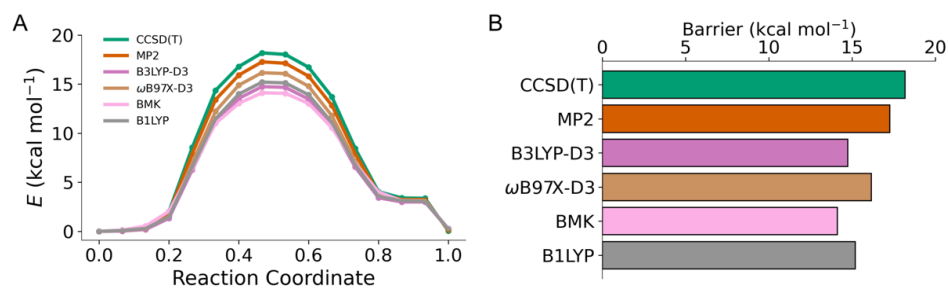 A
20
15
10
5
0
E (kcal mol⁻¹)
CCSD(T)
MP2
B3LYP-D3
ωB97X-D3
BMK
B1LYP
0.0 0.2 0.4 0.6 0.8 1.0
Reaction Coordinate
B
Barrier (kcal mol⁻¹)
0 5 10 15 20
CCSD(T)
MP2
B3LYP-D3
ωB97X-D3
BMK
B1LYP